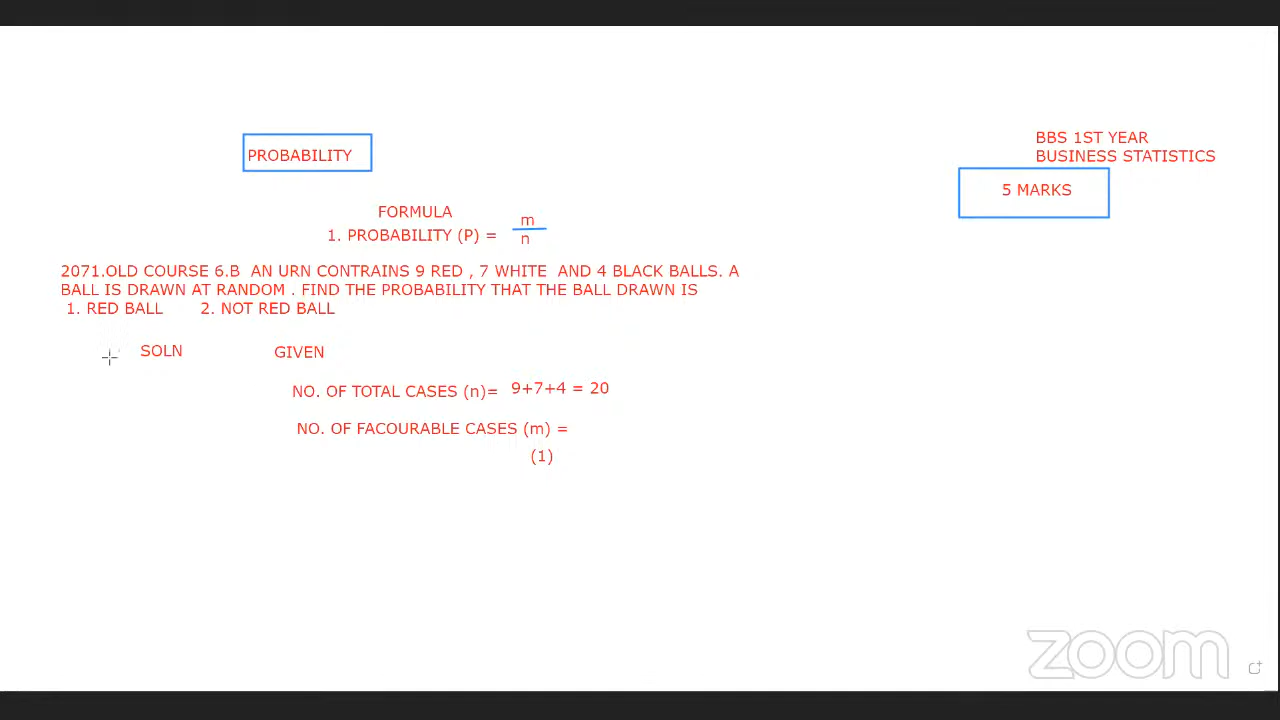 PROBABILITY
BBS 1ST YEAR
BUSINESS STATISTICS
5 MARKS
FORMULA
1. PROBABILITY (P) = m/n
2071.OLD COURSE 6.B AN URN CONTRAINS 9 RED , 7 WHITE AND 4 BLACK BALLS. A
BALL IS DRAWN AT RANDOM . FIND THE PROBABILITY THAT THE BALL DRAWN IS
1. RED BALL 2. NOT RED BALL
SOLN GIVEN
NO. OF TOTAL CASES (n)= 9+7+4 = 20
NO. OF FACOURABLE CASES (m) =
(1)
zoom